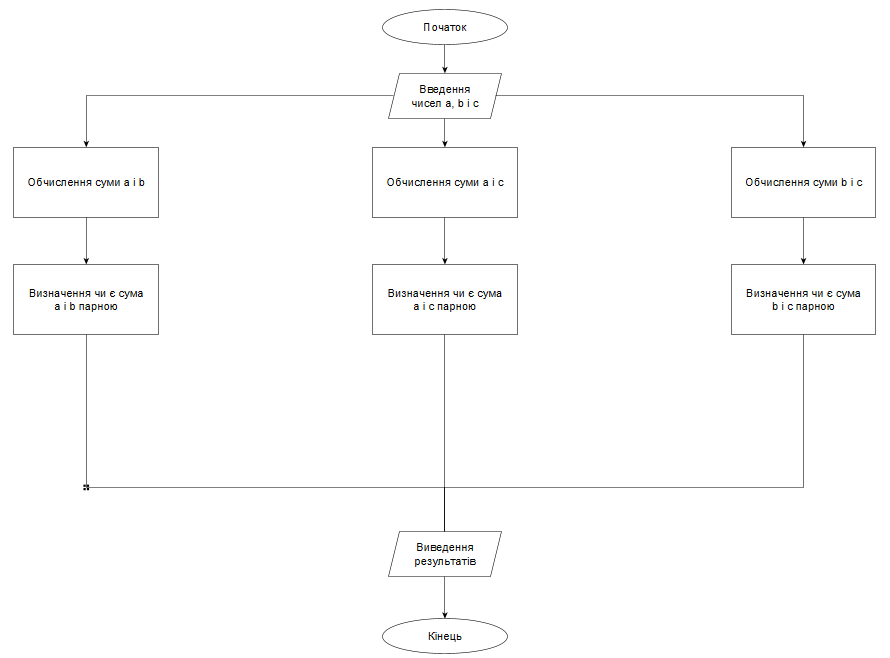 Початок
Введення
чисел a, b і c
Обчислення суми a і b
Обчислення суми a і c
Обчислення суми b і c
Визначення чи є сума
a і b парною
Визначення чи є сума
a і c парною
Визначення чи є сума
b і c парною
Виведення
результатів
Кінець